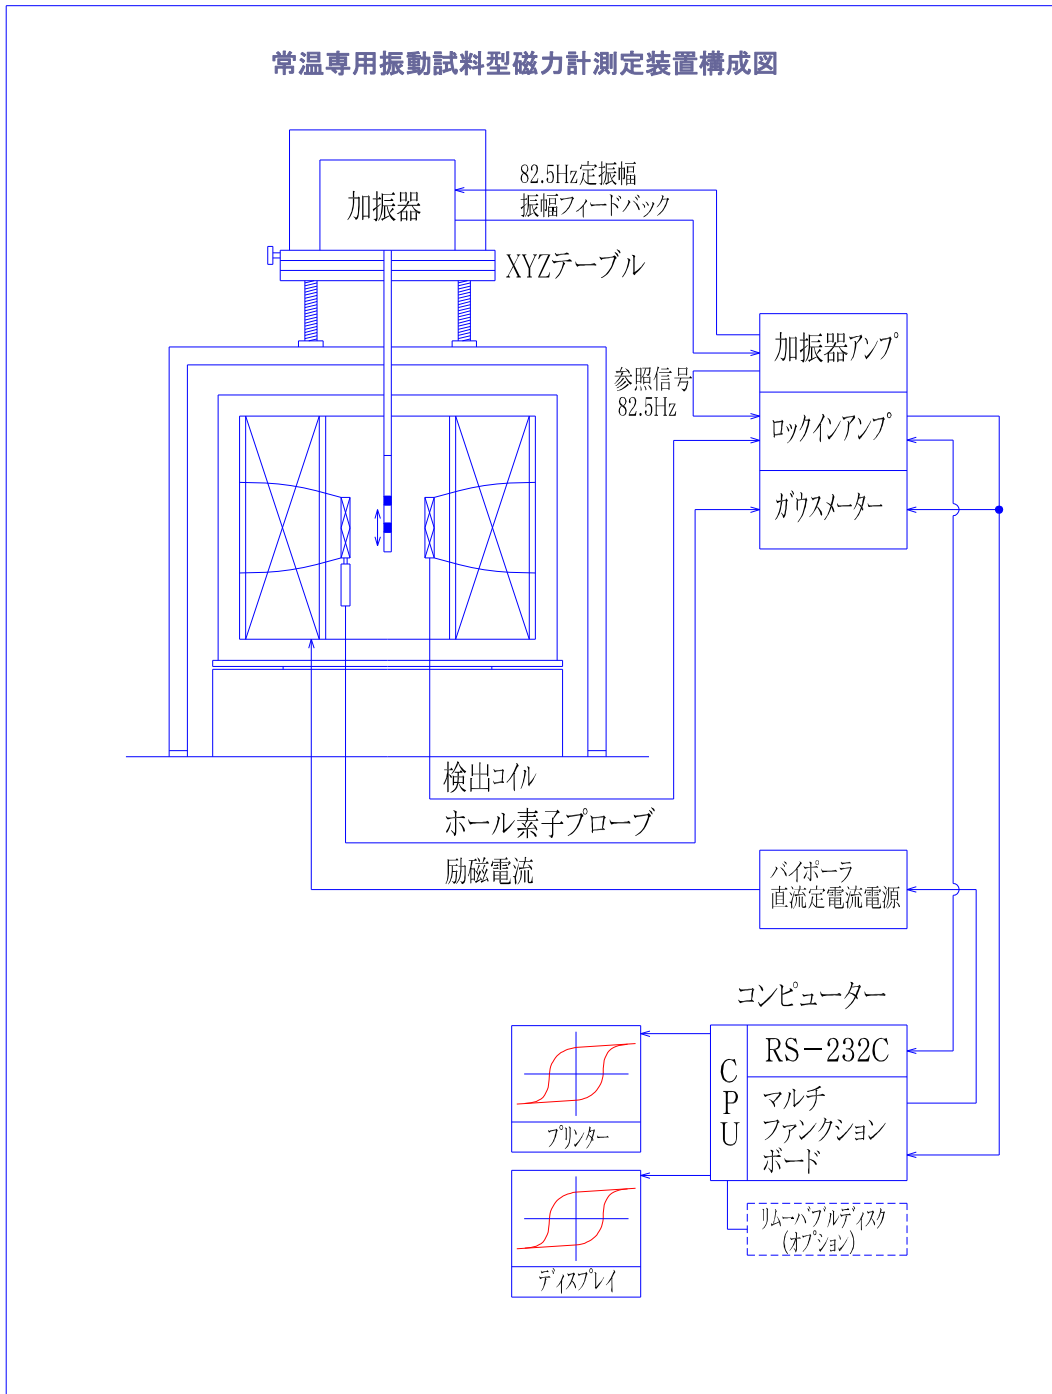 常温専用振動試料型磁力計測定装置構成図
加振器
82.5Hz定振幅
振幅フィードバック
XYZテーブル
加振器アンプ
参照信号
82.5Hz
ロックインアンプ
ガウスメーター
検出コイル
ホール素子プローブ
励磁電流
バイポーラ
直流定電流電源
コンピューター
CPU
RS-232C
マルチ
ファンクション
ボード
プリンター
リムーバブルディスク
(オプション)
ディスプレイ